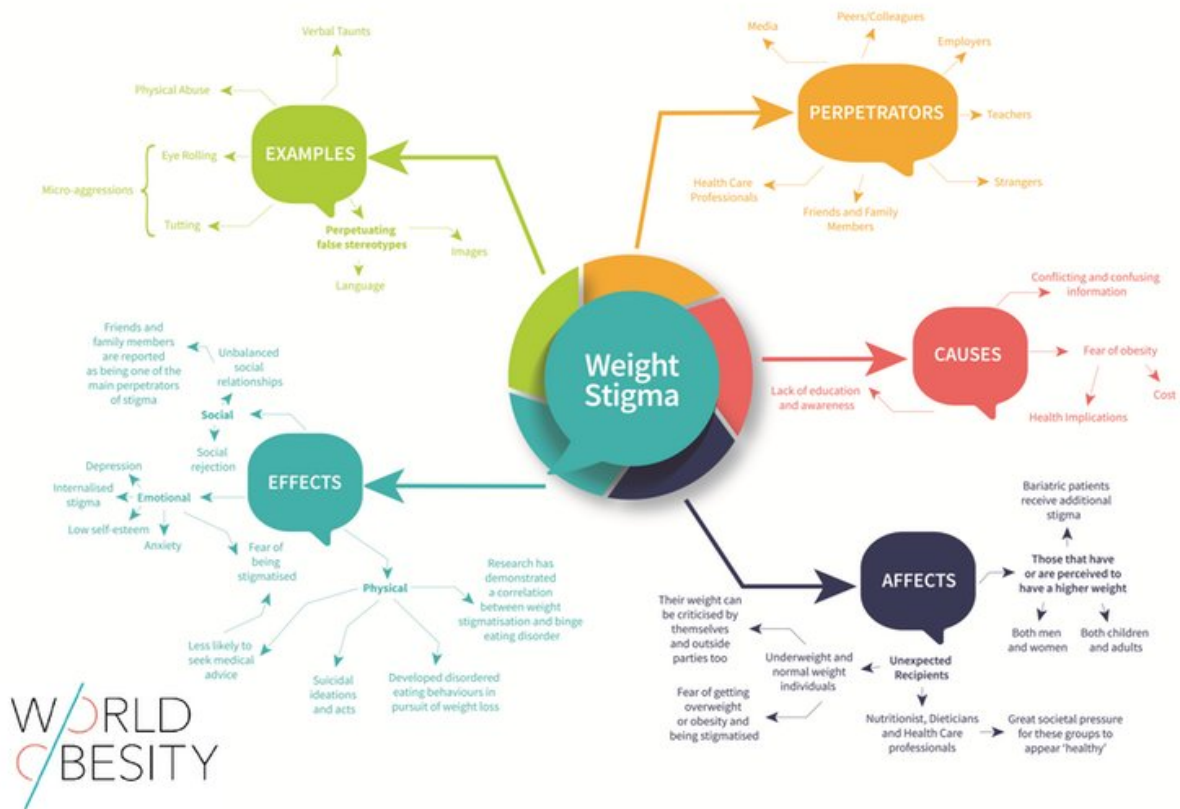 Verbal Taunts
Physical Abuse
EXAMPLES
Eye Rolling
Micro-aggressions
Tutting
Perpetuating
false stereotypes
Images
Language
Media
Peers/Colleagues
Employers
PERPETRATORS
Teachers
Health Care
Professionals
Strangers
Friends and Family
Members
Weight
Stigma
Conflicting and confusing
information
CAUSES
Fear of obesity
Lack of education
and awareness
Cost
Health Implications
Friends and
family members
are reported
as being one of the
main perpetrators
of stigma
Unbalanced
social
relationships
Social
Social
rejection
EFFECTS
Depression
Internalised
stigma
Emotional
Low self-esteem
Anxiety
Fear of
being
stigmatised
Physical
Research has
demonstrated
a correlation
between weight
stigmatisation and binge
eating disorder
Less likely to
seek medical
advice
Suicidal
ideations
and acts
Developed disordered
eating behaviours in
pursuit of weight loss
Bariatric patients
receive additional
stigma
AFFECTS
Those that have
or are perceived to
have a higher weight
Both men
and women
Both children
and adults
Their weight can
be criticised by
themselves
and outside
parties too
Underweight and
normal weight
individuals
Unexpected
Recipients
Fear of getting
overweight
or obesity and
being stigmatised
Nutritionist, Dieticians
and Health Care
professionals
Great societal pressure
for these groups to
appear 'healthy'
WORLD
OBESITY